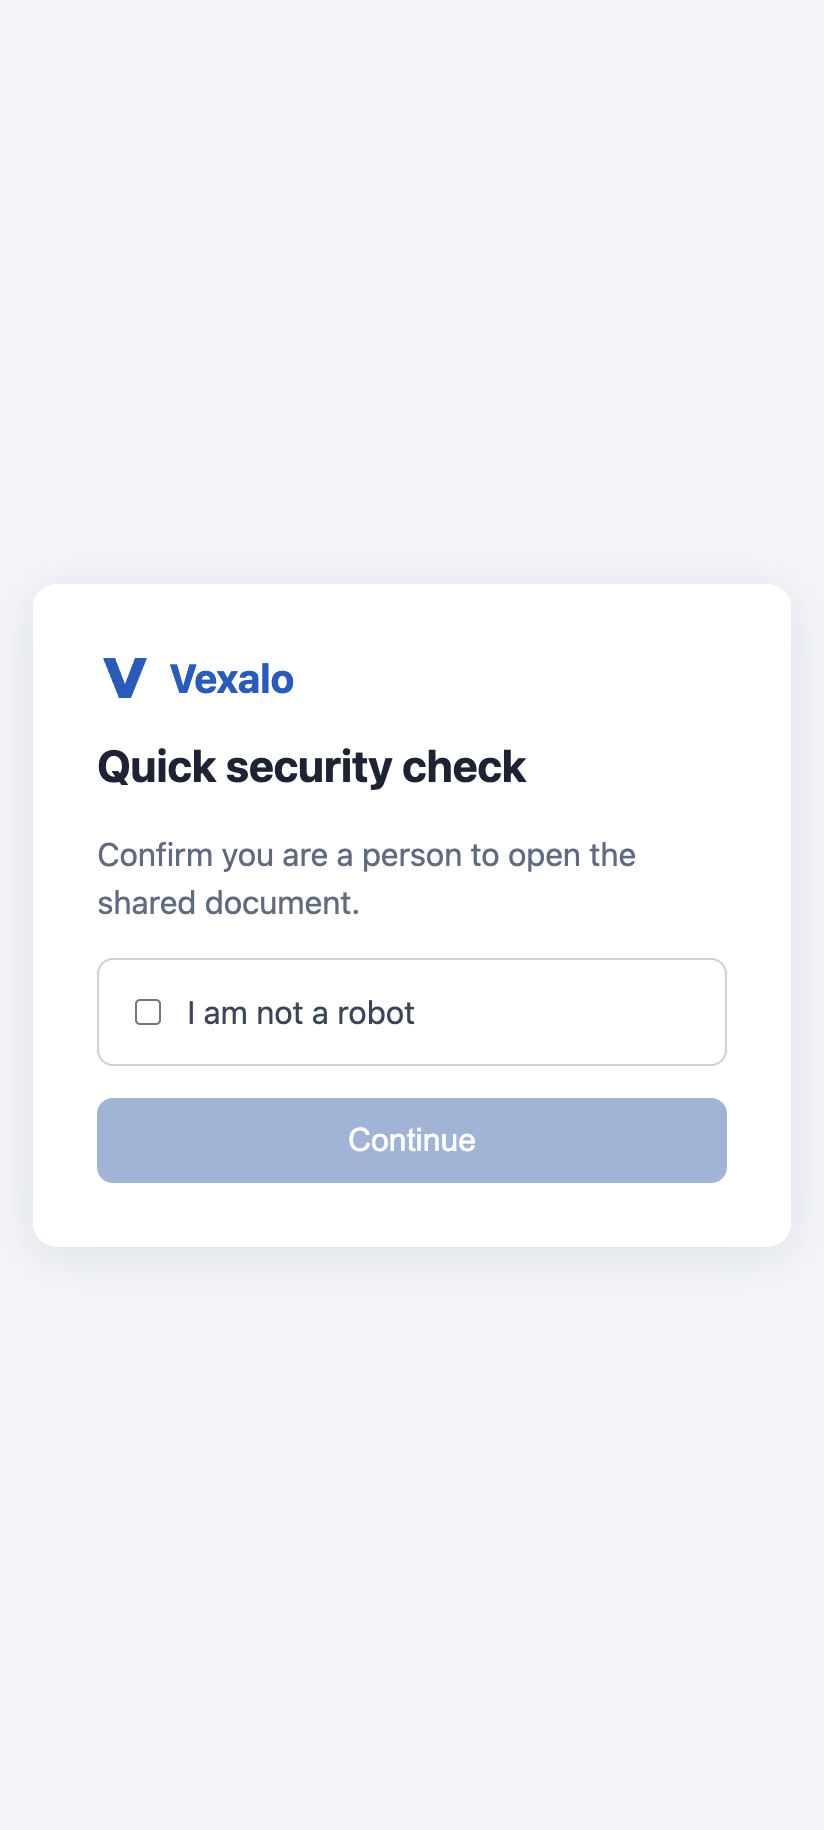 Vexalo
Quick security check
Confirm you are a person to open the
shared document.
I am not a robot
Continue